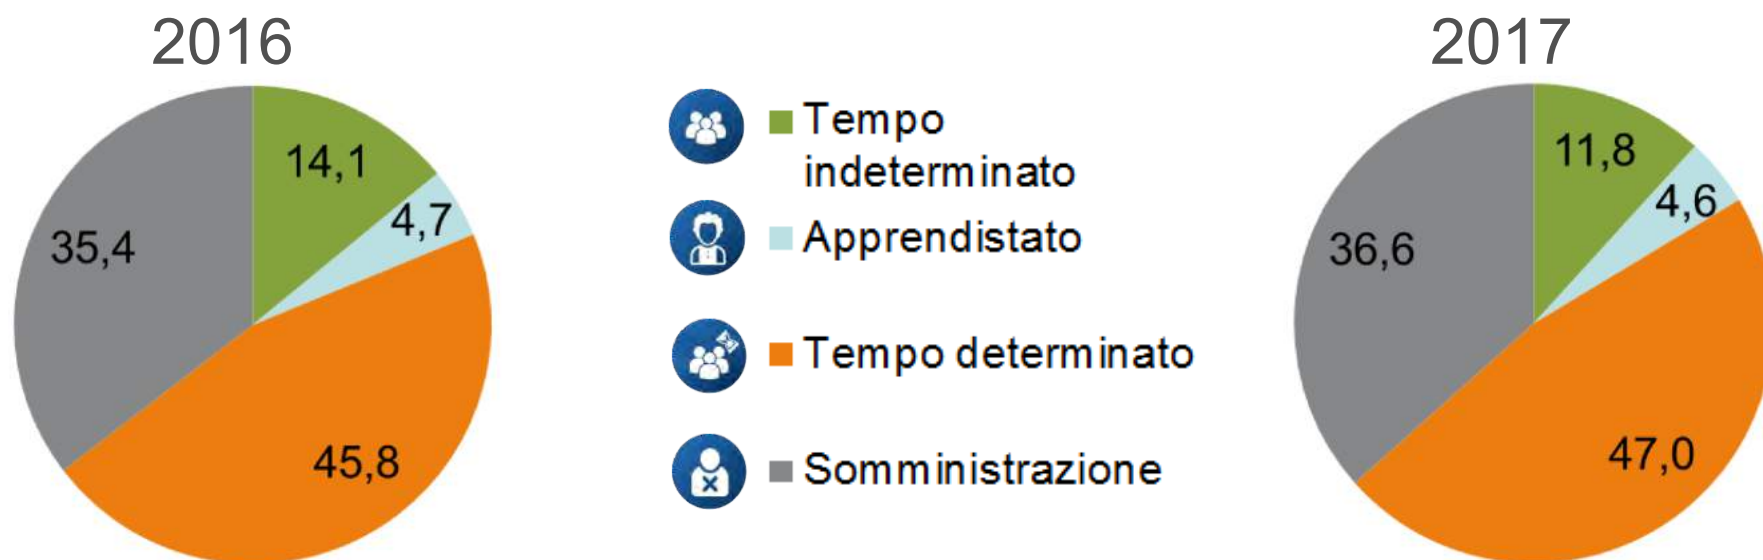 2016
14,1
4,7
35,4
45,8
Tempo
indeterminato
Apprendistato
Tempo determinato
Somministrazione
2017
11,8
4,6
36,6
47,0